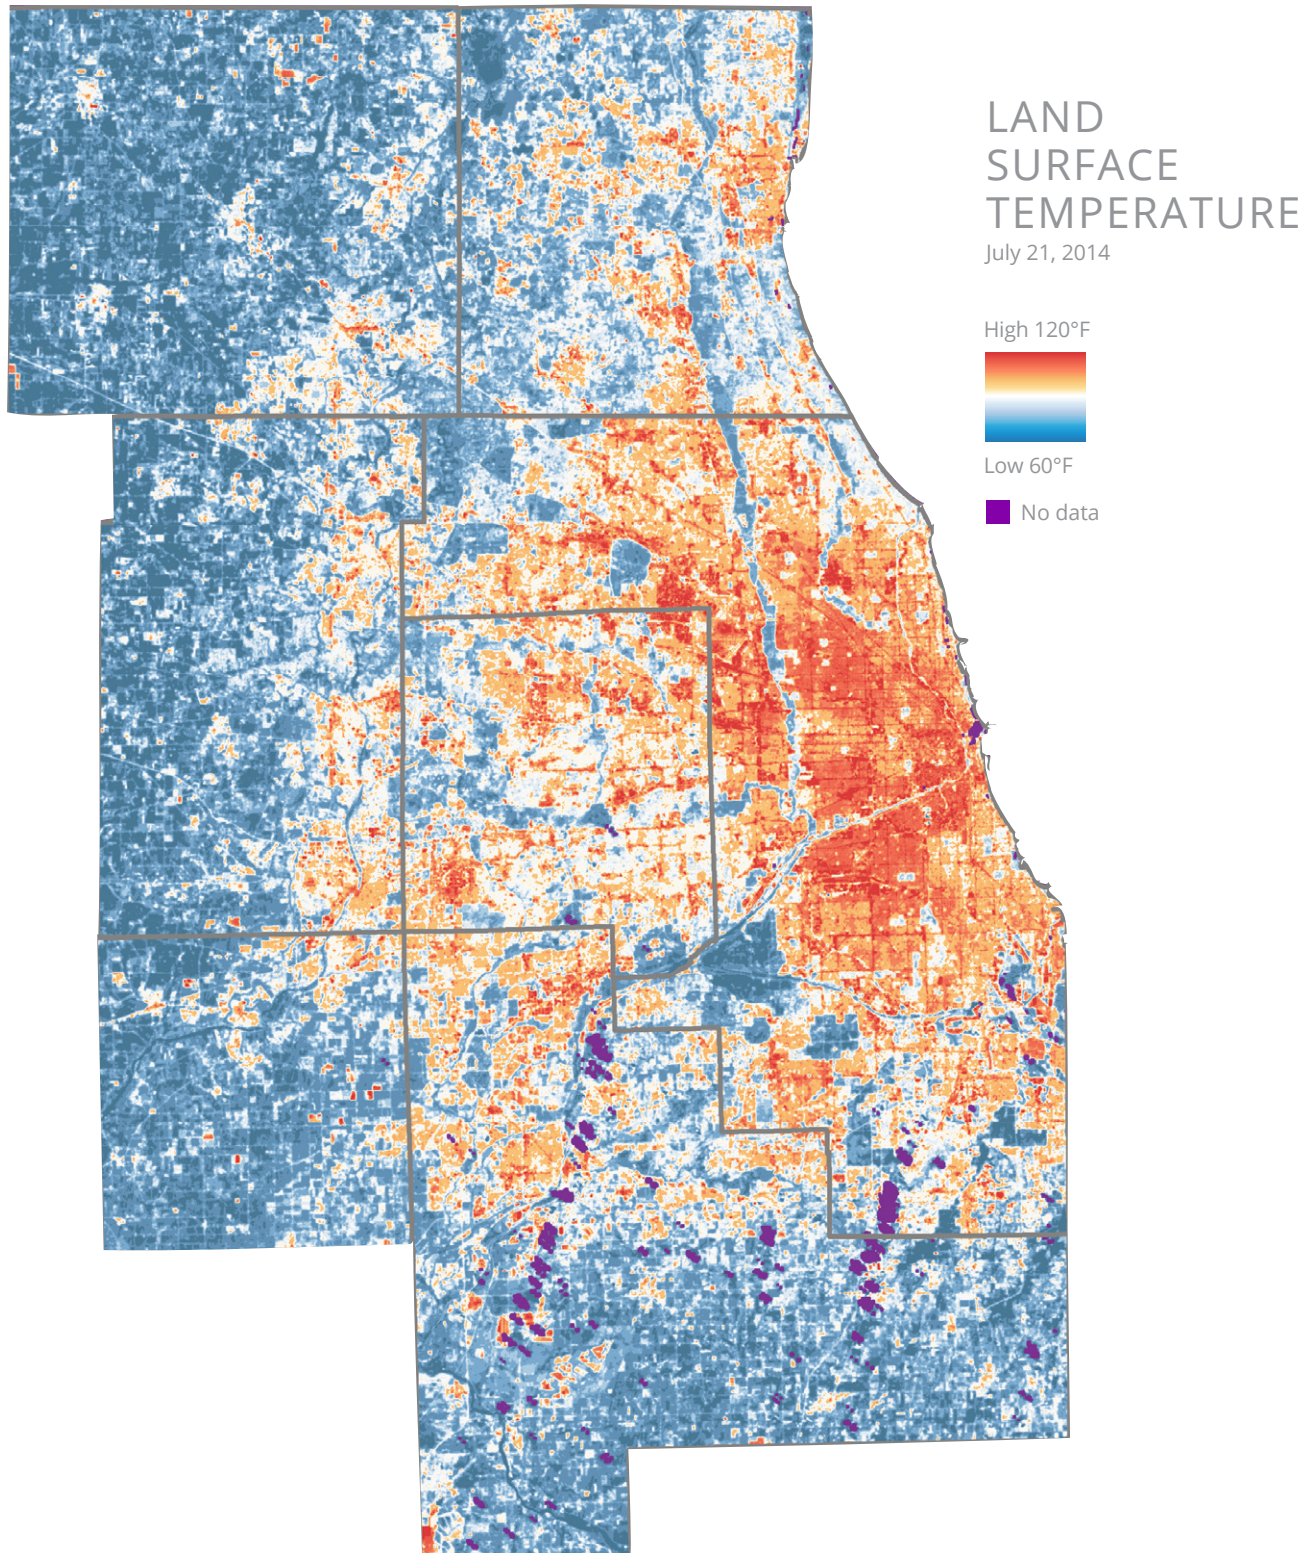 LAND
SURFACE
TEMPERATURE
July 21, 2014
High 120°F
Low 60°F
No data